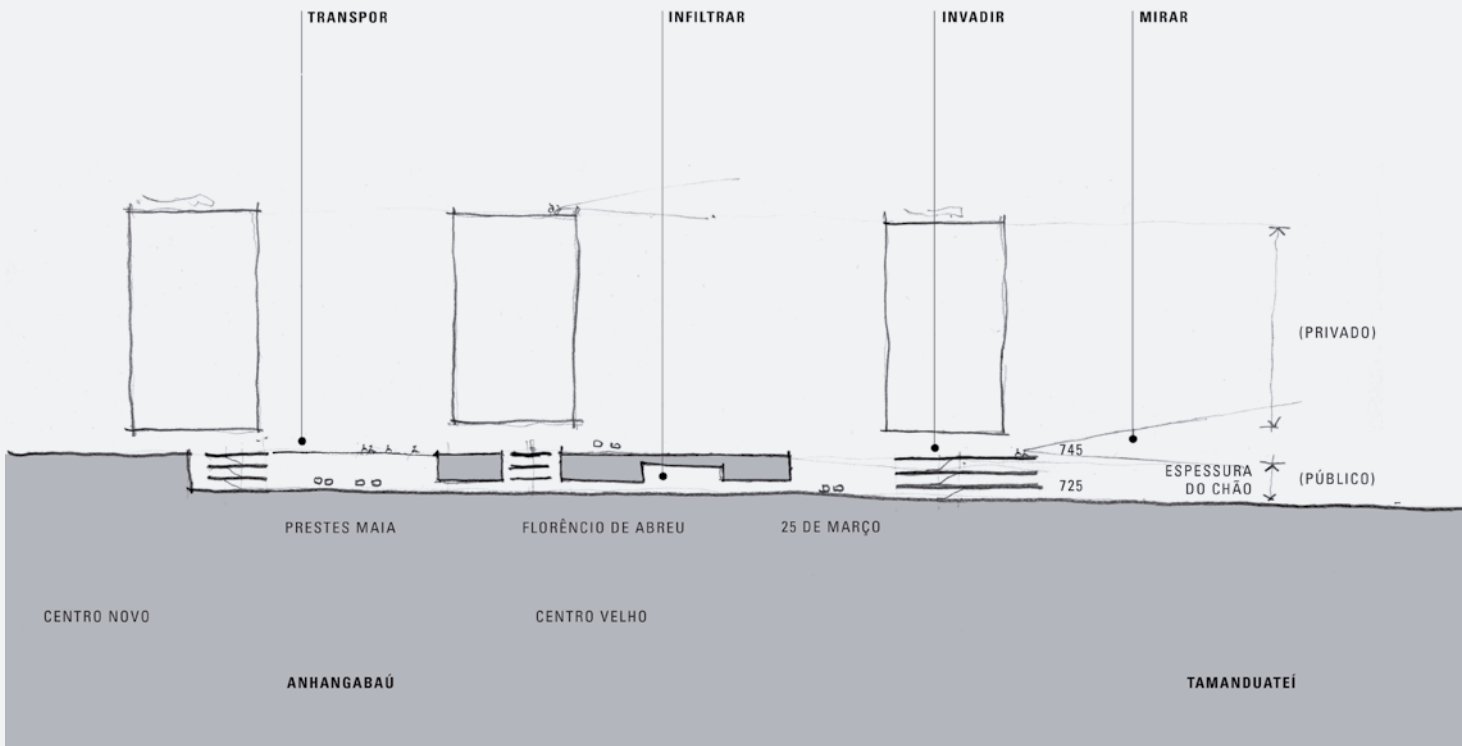 TRANSPOR
INFILTRAR
INVADIR
MIRAR
(PRIVADO)
745
ESPESSURA
DO CHÃO
(PÚBLICO)
725
PRESTES MAIA
FLORÊNCIO DE ABREU
25 DE MARÇO
CENTRO NOVO
CENTRO VELHO
ANHANGABAÚ
TAMANDUATEÍ